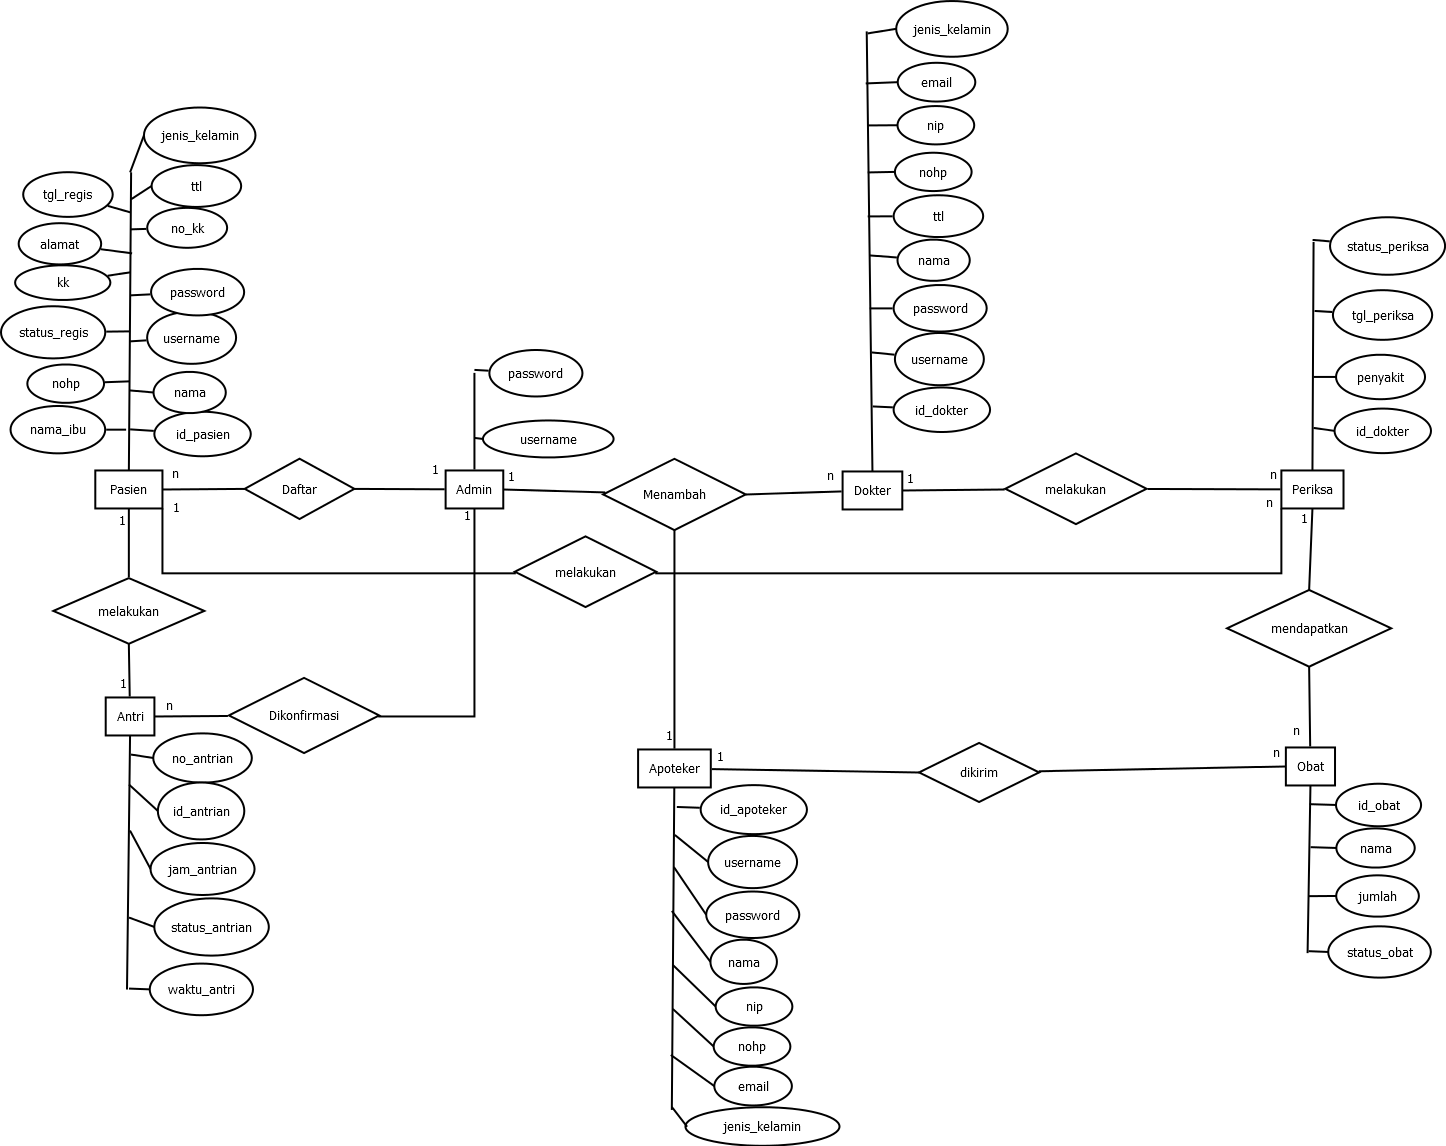 jenis_kelamin
email
nip
nohp
ttl
nama
password
username
id_dokter
jenis_kelamin
ttl
no_kk
tgl_regis
alamat
kk
password
status_regis
username
nohp
nama
nama_ibu
id_pasien
password
username
status_periksa
tgl_periksa
penyakit
id_dokter
Pasien
n
Daftar
1
Admin
1
Menambah
n
Dokter
1
melakukan
n
Periksa
1
1
1
n
1
melakukan
melakukan
mendapatkan
1
Antri
n
Dikonfirmasi
1
Apoteker
1
dikirim
n
n
Obat
no_antrian
id_antrian
jam_antrian
status_antrian
waktu_antri
id_apoteker
username
password
nama
nip
nohp
email
jenis_kelamin
id_obat
nama
jumlah
status_obat